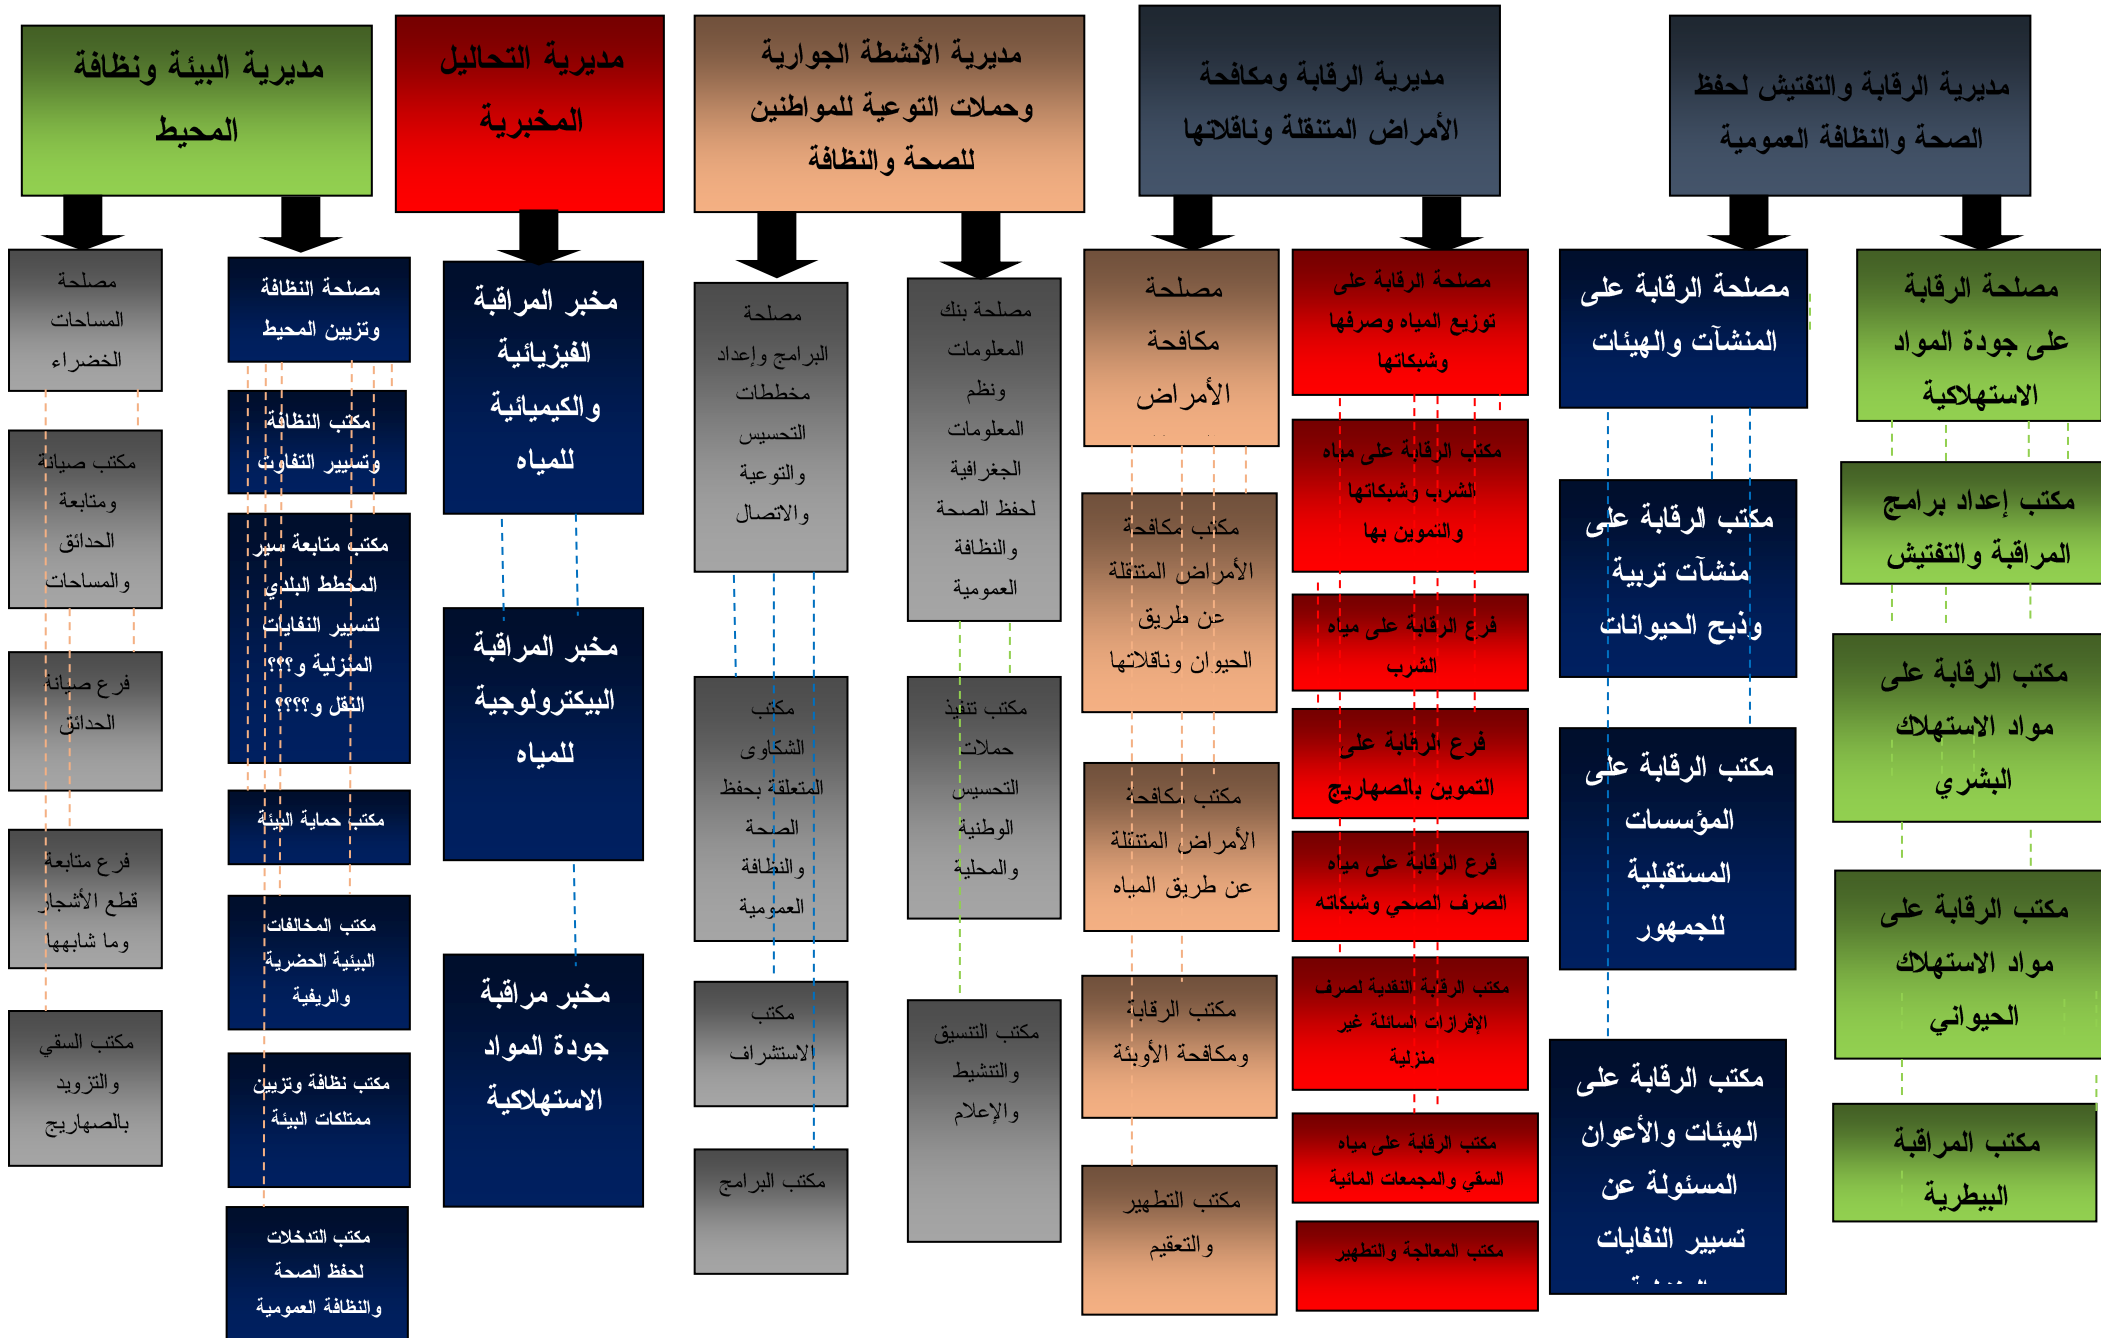 مديرية الرقابة والتفتيش لحفظ
الصحة والنظافة العمومية
مديرية الرقابة ومكافحة
الأمراض المتنقلة وناقلاتها
مديرية الأنشطة الجوارية
وحملات التوعية للمواطنين
للصحة والنظافة
مديرية التحاليل
المخبرية
مديرية البيئة ونظافة
المحيط
مصلحة الرقابة
على جودة المواد
الاستهلاكية
مكتب إعداد برامج
المراقبة والتفتيش
مكتب الرقابة على
مواد الاستهلاك
البشري
مكتب الرقابة على
مواد الاستهلاك
الحيواني
مكتب المراقبة
البيطرية
مصلحة الرقابة على
المنشآت والهيئات
مكتب الرقابة على
منشآت تربية
وذبح الحيوانات
مكتب الرقابة على
المؤسسات
المستقبلية
للجمهور
مكتب الرقابة على
الهيئات والأعوان
المسئولة عن
تسيير النفايات
مصلحة الرقابة على
توزيع المياه وصرفها
وشبكاتها
مكتب الرقابة على مياه
الشرب وشبكاتها
والتموين بها
فرع الرقابة على مياه
الشرب
فرع الرقابة على
التموين بالصهاريج
فرع الرقابة على مياه
الصرف الصحي وشبكاته
مكتب الرقابة النقدية لصرف
الإفرازات السائلة غير
منزلية
مكتب الرقابة على مياه
السقي والمجمعات المائية
مكتب المعالجة والتطهير
مصلحة
مكافحة
الأمراض
مكتب مكافحة
الأمراض المتنقلة
عن طريق
الحيوان وناقلاتها
مكتب مكافحة
الأمراض المتنقلة
عن طريق المياه
مكتب الرقابة
ومكافحة الأوبئة
مكتب التطهير
والتعقيم
مصلحة بنك
المعلومات
ونظم
المعلومات
الجغرافية
لحفظ الصحة
والنظافة
العمومية
مكتب تنفيذ
حملات
التحسيس
الوطنية
والمحلية
مكتب التنسيق
والتنشيط
والإعلام
مصلحة
البرامج وإعداد
مخططات
التحسيس
والتوعية
والاتصال
مكتب
الشكاوى
المتعلقة بحفظ
الصحة
والنظافة
العمومية
مكتب
الاستشراف
مكتب البرامج
مخبر المراقبة
الفيزيائية
والكيميائية
للمياه
مخبر المراقبة
البيكترولوجية
للمياه
مخبر مراقبة
جودة المواد
الاستهلاكية
مصلحة النظافة
وتزيين المحيط
مكتب النظافة
وتسيير التفاوت
مكتب متابعة سير
المخطط البلدي
لتسيير النفايات
المنزلية و؟؟؟
الثقل و؟؟؟؟
مكتب حماية البيئة
مكتب المخالفات
البيئية الحضرية
والريفية
مكتب نظافة وتزيين
ممتلكات البيئة
مكتب التدخلات
لحفظ الصحة
والنظافة العمومية
مصلحة
المساحات
الخضراء
مكتب صيانة
ومتابعة
الحدائق
والمساحات
فرع صيانة
الحدائق
فرع متابعة
قطع الأشجار
وما شابهها
مكتب السقي
والتزويد
بالصهاريج